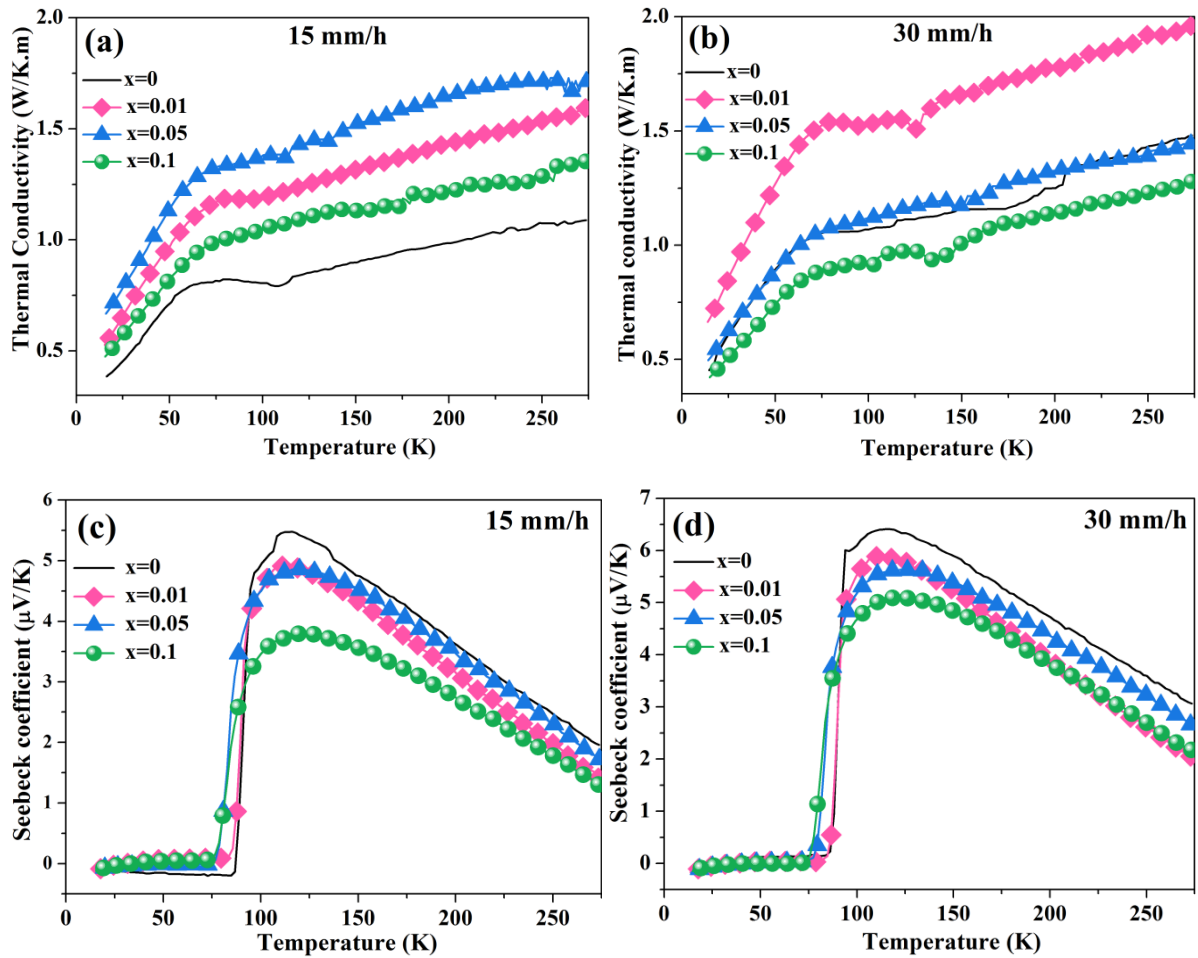 (a)
15 mm/h
x=0
x=0.01
x=0.05
x=0.1
Thermal Conductivity (W/K.m)
2.0
1.5
1.0
0.5
0
50
100
150
200
250
Temperature (K)
(b)
30 mm/h
x=0
x=0.01
x=0.05
x=0.1
Thermal conductivity (W/K.m)
2.0
1.5
1.0
0.5
0
50
100
150
200
250
Temperature (K)
(c)
15 mm/h
x=0
x=0.01
x=0.05
x=0.1
Seebeck coefficient (μV/K)
6
5
4
3
2
1
0
0
50
100
150
200
250
Temperature (K)
(d)
30 mm/h
x=0
x=0.01
x=0.05
x=0.1
Seebeck coefficient (μV/K)
7
6
5
4
3
2
1
0
0
50
100
150
200
250
Temperature (K)